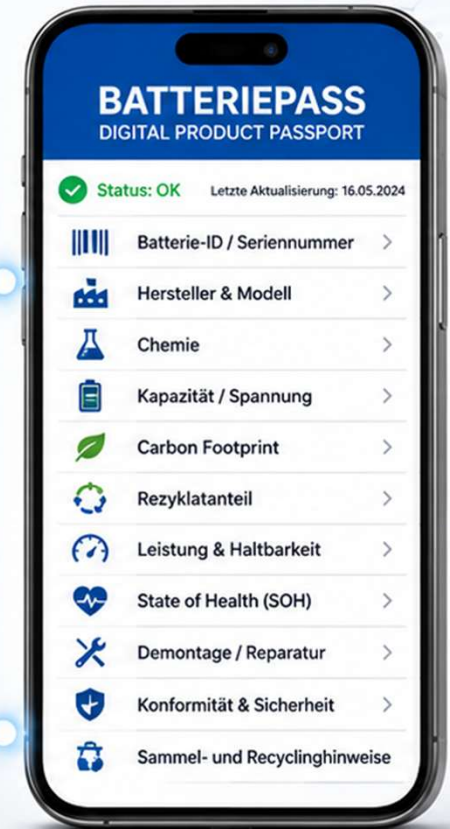 BATTERIEPASS
DIGITAL PRODUCT PASSPORT
Status: OK Letzte Aktualisierung: 16.05.2024
Batterie-ID / Seriennummer
Hersteller & Modell
Chemie
Kapazität / Spannung
Carbon Footprint
Rezyklatanteil
Leistung & Haltbarkeit
State of Health (SOH)
Demontage / Reparatur
Konformität & Sicherheit
Sammel- und Recyclinghinweise